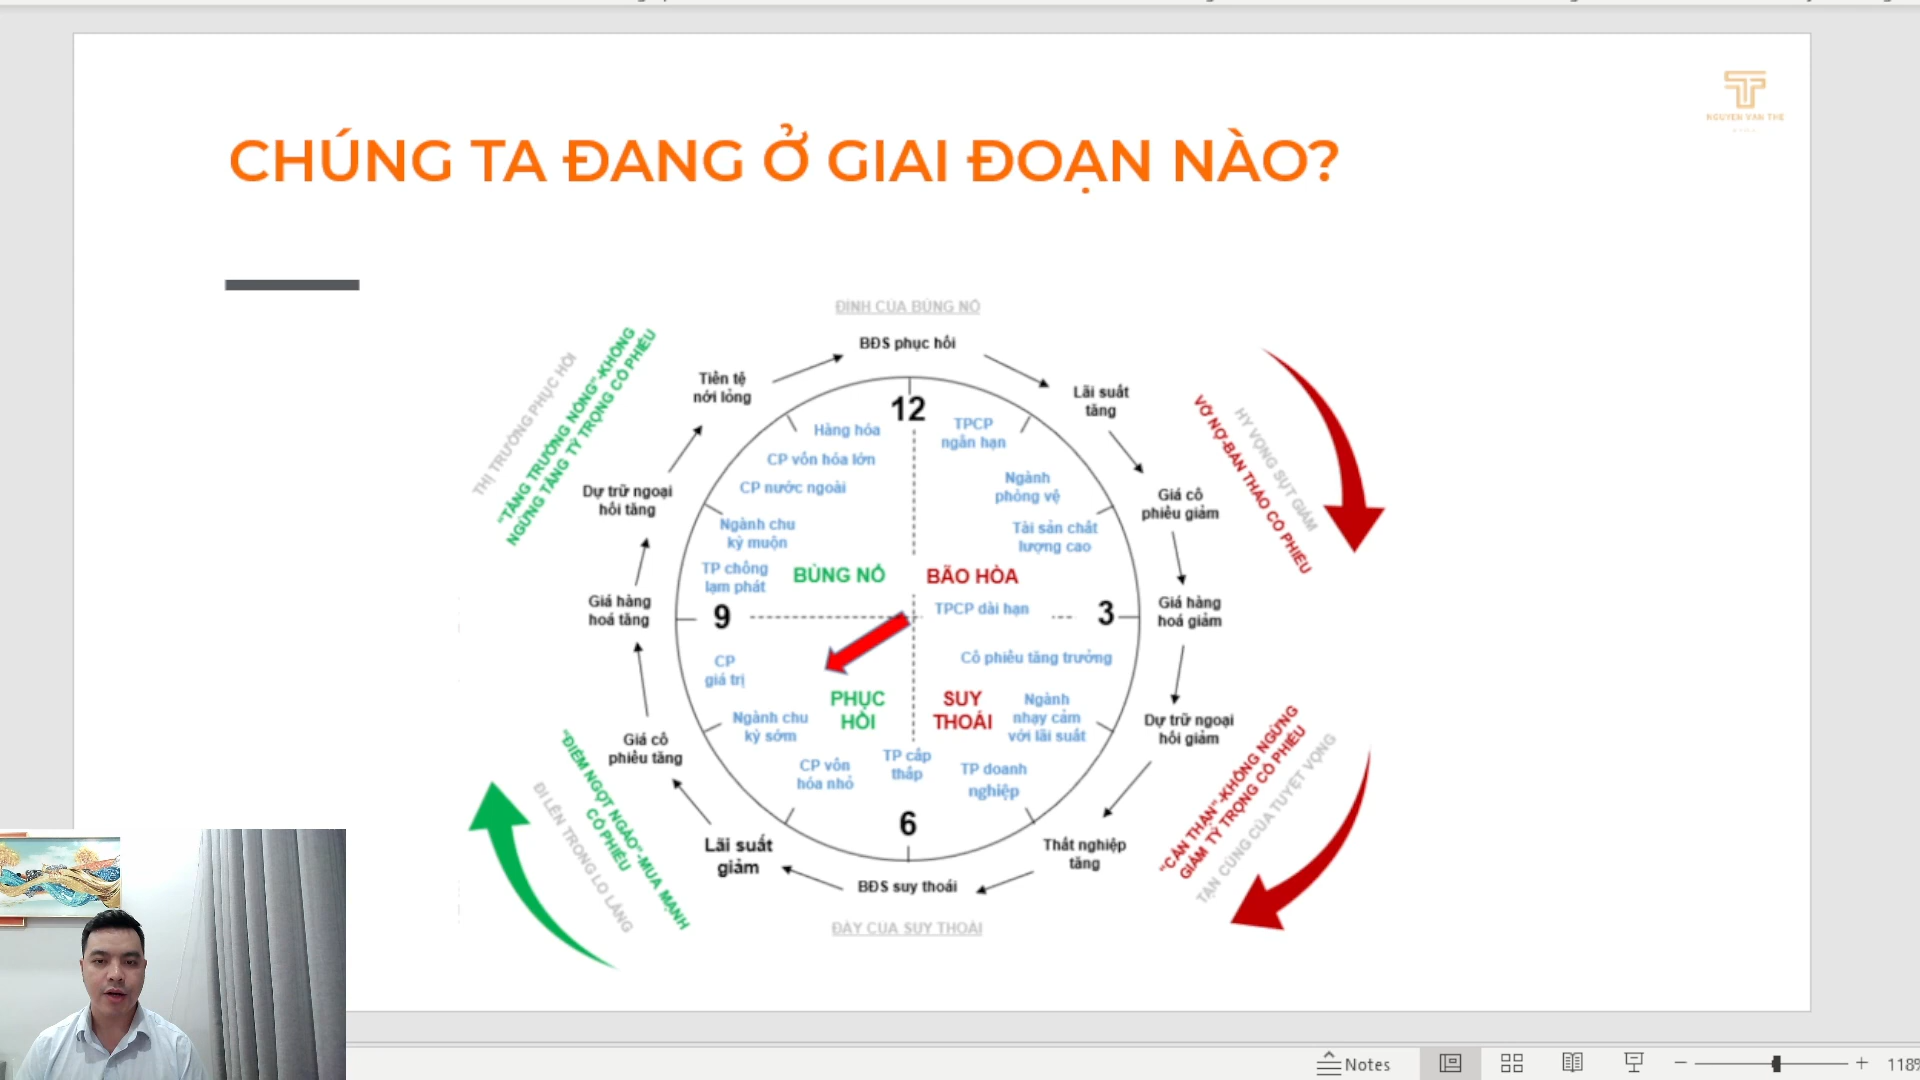 NGUYEN VAN THE
CHÚNG TA ĐANG Ở GIAI ĐOẠN NÀO?
ĐỈNH CỦA BÙNG NỔ
BĐS phục hồi
Tiền tệ
nới lỏng
Lãi suất
tăng
THỊ TRƯỜNG PHỤC HỒI
"TĂNG TRƯỞNG NÓNG"-KHÔNG
NGỪNG TĂNG TỶ TRỌNG CỔ PHIẾU
HY VỌNG SỤT GIẢM
VỠ NỢ-BÁN THÁO CỔ PHIẾU
12
Hàng hóa
CP vốn hóa lớn
CP nước ngoài
TPCP
ngắn hạn
Ngành
phòng vệ
Dự trữ ngoại
hối tăng
Giá cổ
phiếu giảm
Ngành chu
kỳ muộn
Tài sản chất
lượng cao
TP chống
lạm phát
BÙNG NỔ
BÃO HÒA
Giá hàng
hoá tăng
9
TPCP dài hạn
3
Giá hàng
hoá giảm
CP
giá trị
Cổ phiếu tăng trưởng
PHỤC
HỒI
SUY
THOÁI
Ngành
nhạy cảm
với lãi suất
Ngành chu
kỳ sớm
Giá cổ
phiếu tăng
Dự trữ ngoại
hối giảm
CP vốn
hóa nhỏ
TP cấp
thấp
TP doanh
nghiệp
"ĐIỂM NGỌT NGÀO"-MUA MẠNH
CỔ PHIẾU
ĐI LÊN TRONG LO LẮNG
"CẨN THẬN"-KHÔNG NGỪNG
GIẢM TỶ TRỌNG CỔ PHIẾU
TẬN CÙNG CỦA TUYỆT VỌNG
6
Lãi suất
giảm
Thất nghiệp
tăng
BĐS suy thoái
ĐÁY CỦA SUY THOÁI
Notes
118%